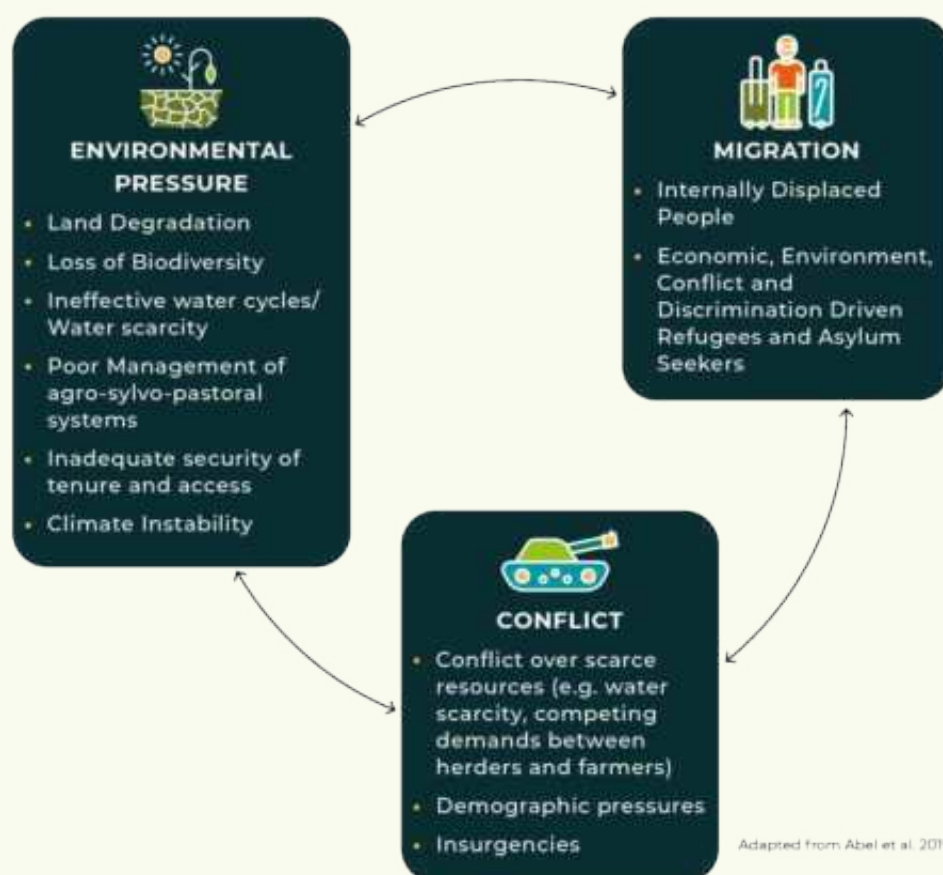 ENVIRONMENTAL
PRESSURE
• Land Degradation
• Loss of Biodiversity
• Ineffective water cycles/
Water scarcity
• Poor Management of
agro-sylvo-pastoral
systems
• Inadequate security of
tenure and access
• Climate Instability
MIGRATION
• Internally Displaced
People
• Economic, Environment,
Conflict and
Discrimination Driven
Refugees and Asylum
Seekers
CONFLICT
• Conflict over scarce
resources (e.g. water
scarcity, competing
demands between
herders and farmers)
• Demographic pressures
• Insurgencies
Adapted from Abel et al. 201